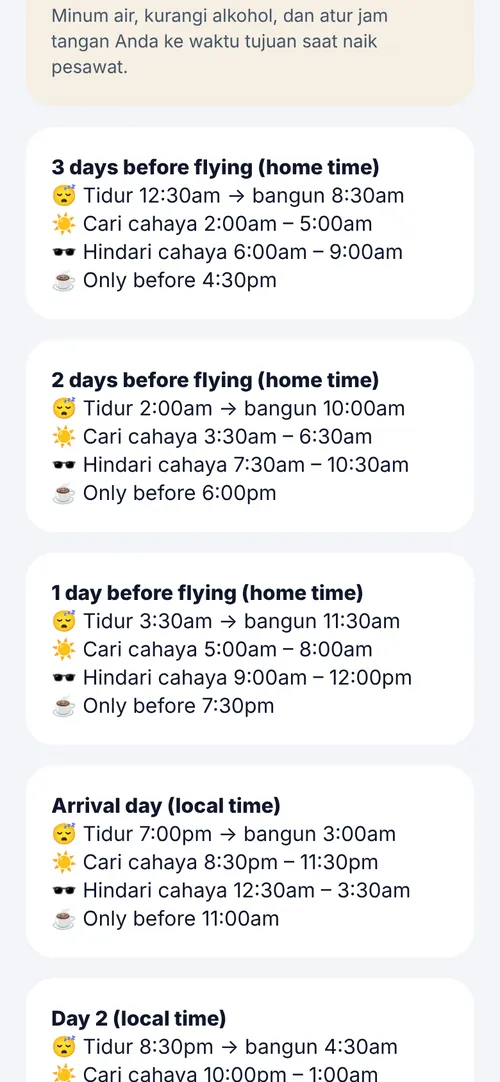 Minum air, kurangi alkohol, dan atur jam
tangan Anda ke waktu tujuan saat naik
pesawat.
3 days before flying (home time)
😴 Tidur 12:30am → bangun 8:30am
☀️ Cari cahaya 2:00am – 5:00am
🕶️ Hindari cahaya 6:00am – 9:00am
☕ Only before 4:30pm
2 days before flying (home time)
😴 Tidur 2:00am → bangun 10:00am
☀️ Cari cahaya 3:30am – 6:30am
🕶️ Hindari cahaya 7:30am – 10:30am
☕ Only before 6:00pm
1 day before flying (home time)
😴 Tidur 3:30am → bangun 11:30am
☀️ Cari cahaya 5:00am – 8:00am
🕶️ Hindari cahaya 9:00am – 12:00pm
☕ Only before 7:30pm
Arrival day (local time)
😴 Tidur 7:00pm → bangun 3:00am
☀️ Cari cahaya 8:30pm – 11:30pm
🕶️ Hindari cahaya 12:30am – 3:30am
☕ Only before 11:00am
Day 2 (local time)
😴 Tidur 8:30pm → bangun 4:30am
☀️ Cari cahaya 10:00pm – 1:00am